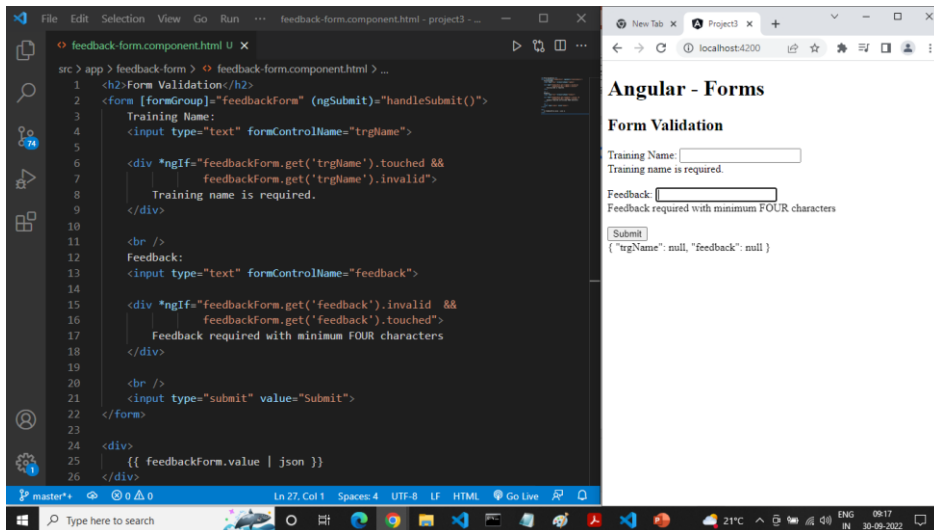 File Edit Selection View Go Run ··· feedback-form.component.html - project3 - ...
feedback-form.component.html U
src > app > feedback-form > feedback-form.component.html > ...
1 <h2>Form Validation</h2>
2 <form [formGroup]="feedbackForm" (ngSubmit)="handleSubmit()">
3 Training Name:
4 <input type="text" formControlName="trgName">
5
6 <div *ngIf="feedbackForm.get('trgName').touched &&
7 feedbackForm.get('trgName').invalid">
8 Training name is required.
9 </div>
10
11 <br />
12 Feedback:
13 <input type="text" formControlName="feedback">
14
15 <div *ngIf="feedbackForm.get('feedback').invalid  &&
16 feedbackForm.get('feedback').touched">
17 Feedback required with minimum FOUR characters
18 </div>
19
20 <br />
21 <input type="submit" value="Submit">
22 </form>
23
24 <div>
25 {{ feedbackForm.value | json }}
26 </div>
74
1
master*+ 0 0 Ln 27, Col 1 Spaces: 4 UTF-8 LF HTML Go Live
New Tab Project3
localhost:4200
Angular - Forms
Form Validation
Training Name:
Training name is required.
Feedback:
Feedback required with minimum FOUR characters
Submit
{ "trgName": null, "feedback": null }
Type here to search
21°C ENG IN 09:17 30-09-2022